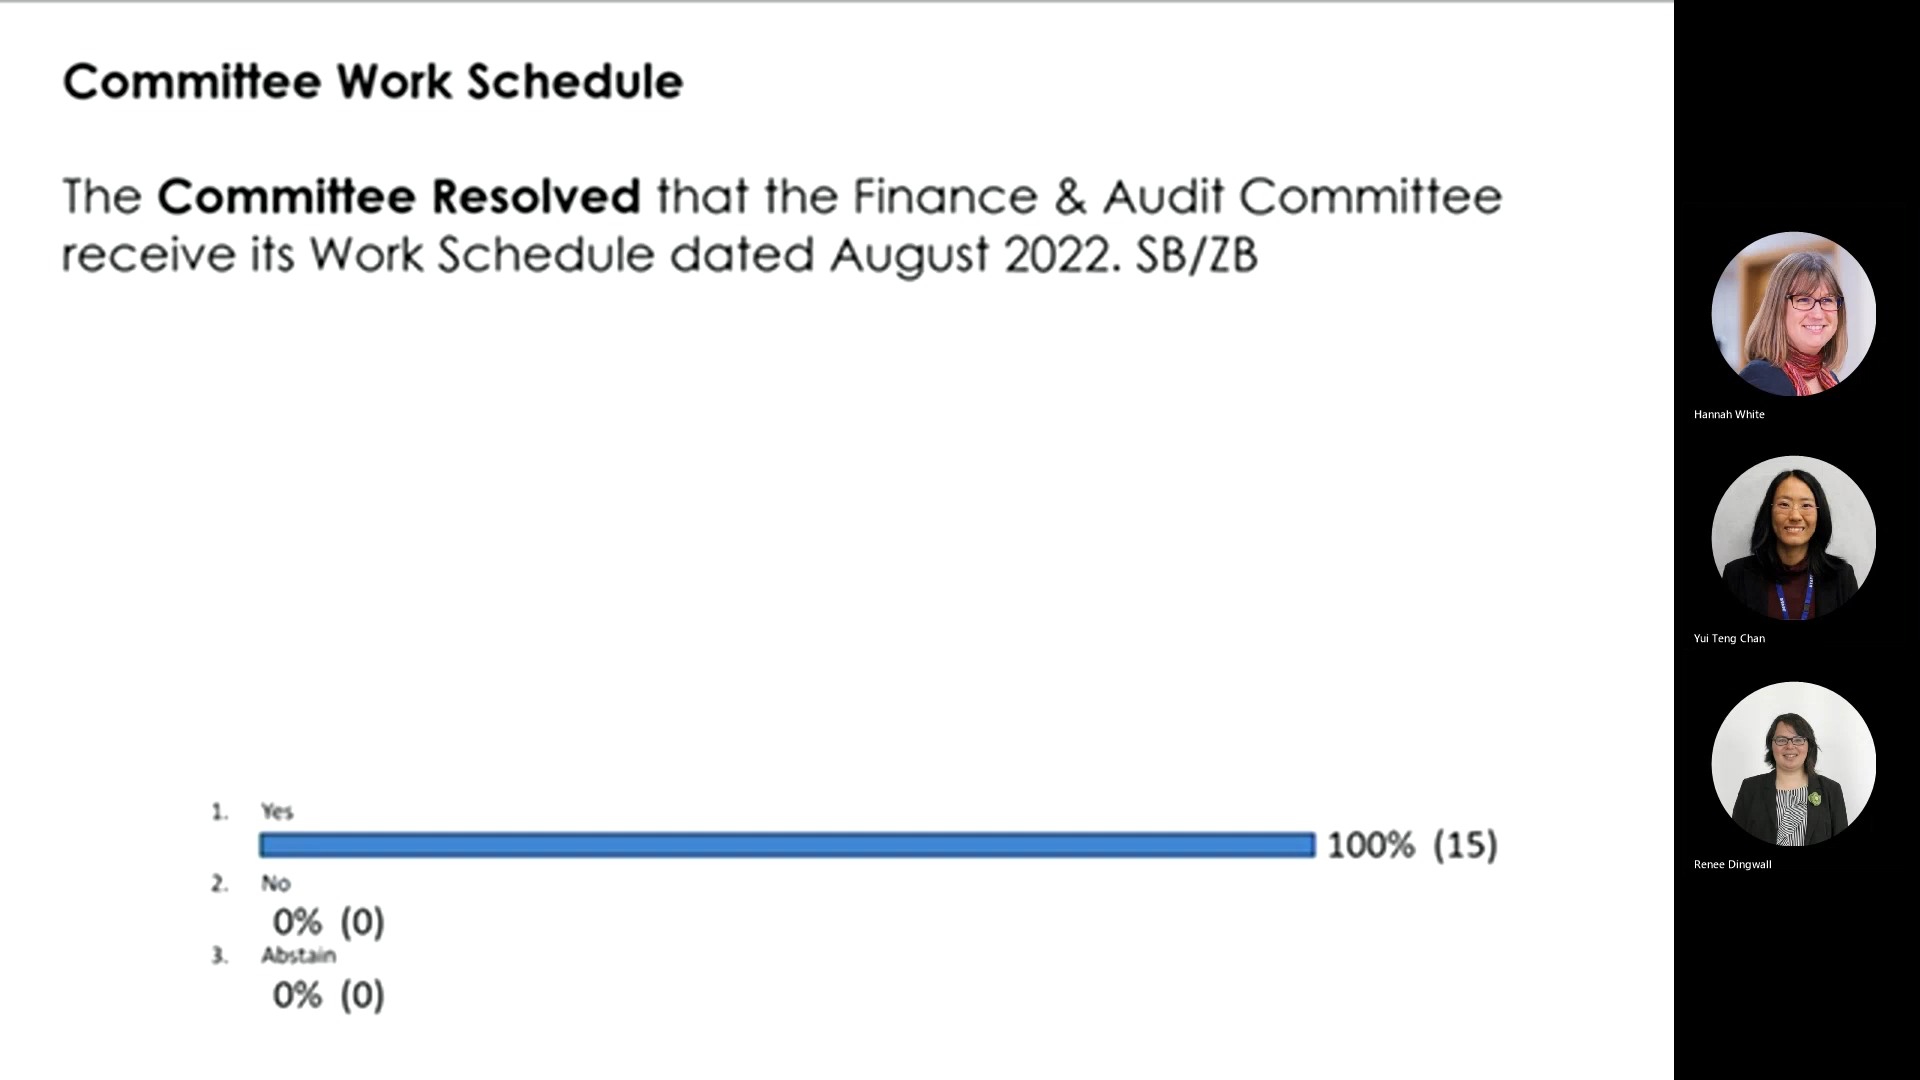 Committee Work Schedule
The Committee Resolved that the Finance & Audit Committee
receive its Work Schedule dated August 2022. SB/ZB
1. Yes
100% (15)
2. No
0% (0)
3. Abstain
0% (0)
Hannah White
Yui Teng Chan
Renee Dingwall